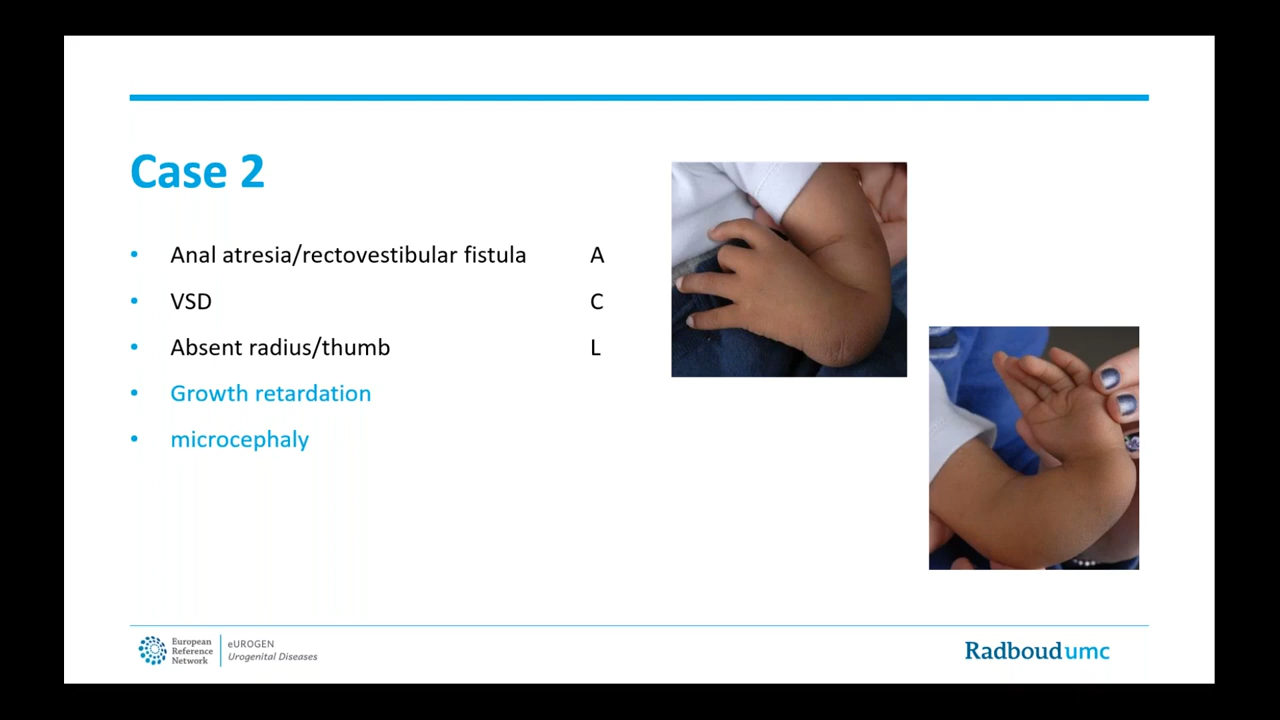 Case 2
• Anal atresia/rectovestibular fistula A
• VSD C
• Absent radius/thumb L
• Growth retardation
• microcephaly
European
Reference
Network
eUROGEN
Urogenital Diseases
Radboudumc